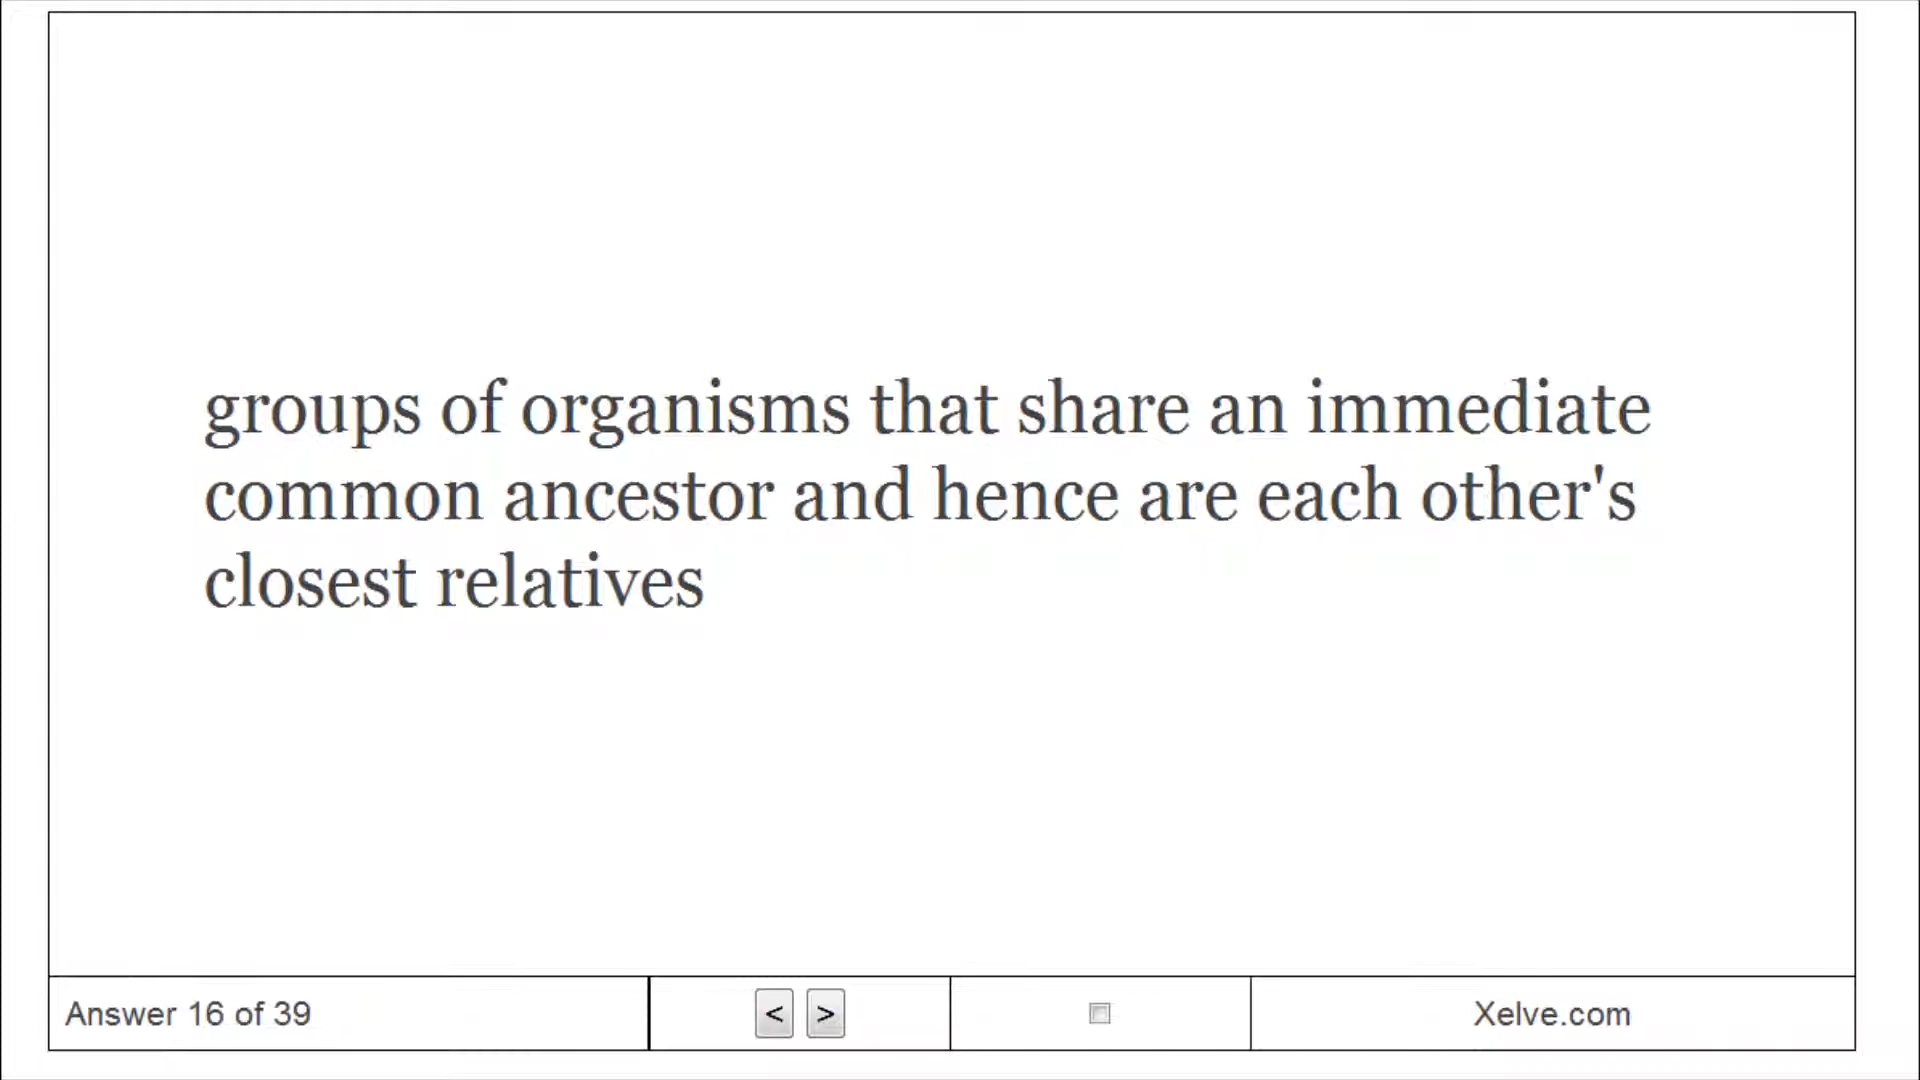 groups of organisms that share an immediate
common ancestor and hence are each other's
closest relatives
Answer 16 of 39
< >
Xelve.com